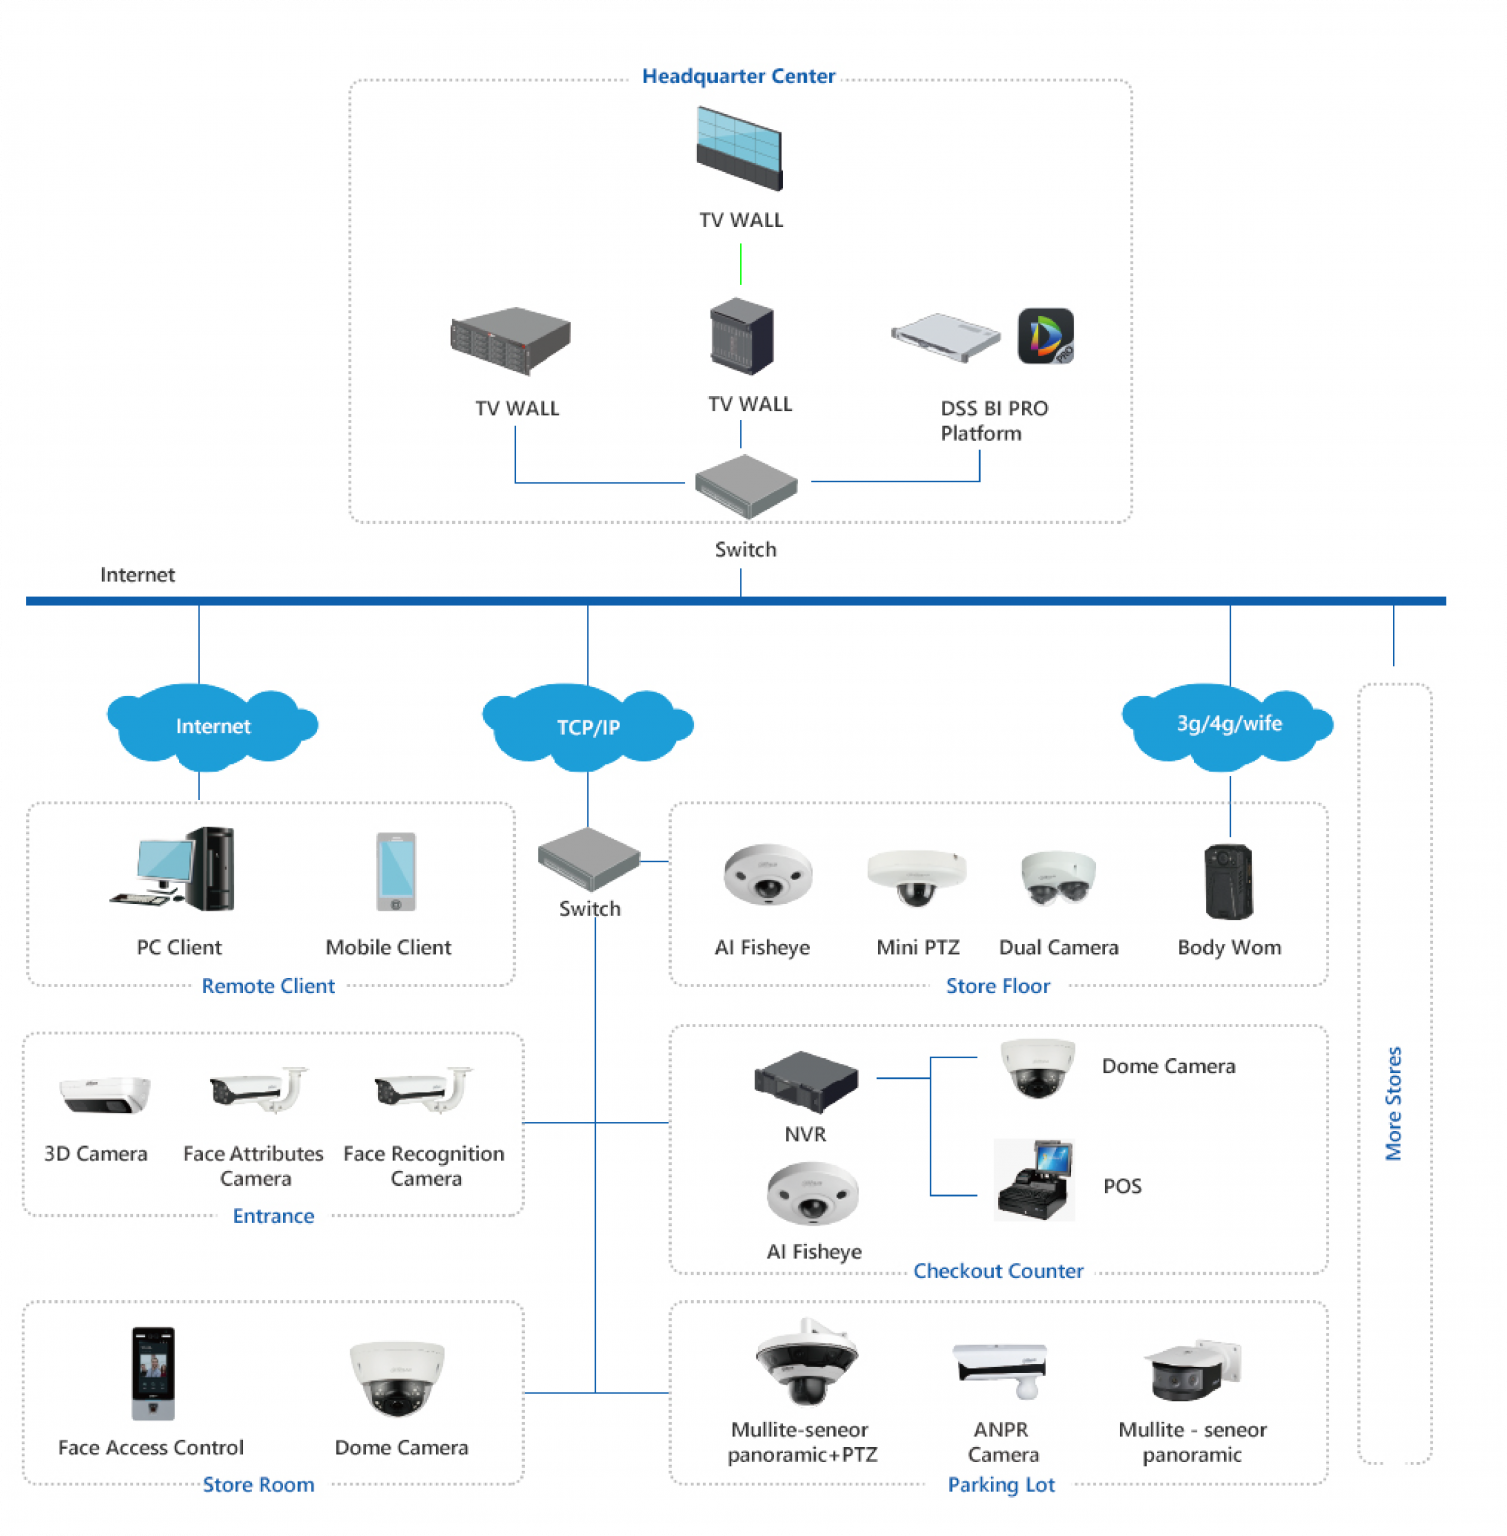 Headquarter Center
TV WALL
TV WALL
TV WALL
DSS BI PRO
Platform
PRO
Switch
Internet
Internet
TCP/IP
3g/4g/wife
PC Client
Mobile Client
Remote Client
Switch
AI Fisheye
Mini PTZ
Dual Camera
Body Wom
Store Floor
3D Camera
Face Attributes
Camera
Face Recognition
Camera
Entrance
NVR
Dome Camera
POS
AI Fisheye
Checkout Counter
More Stores
Face Access Control
Dome Camera
Store Room
Mullite-seneor
panoramic+PTZ
ANPR
Camera
Mullite - seneor
panoramic
Parking Lot